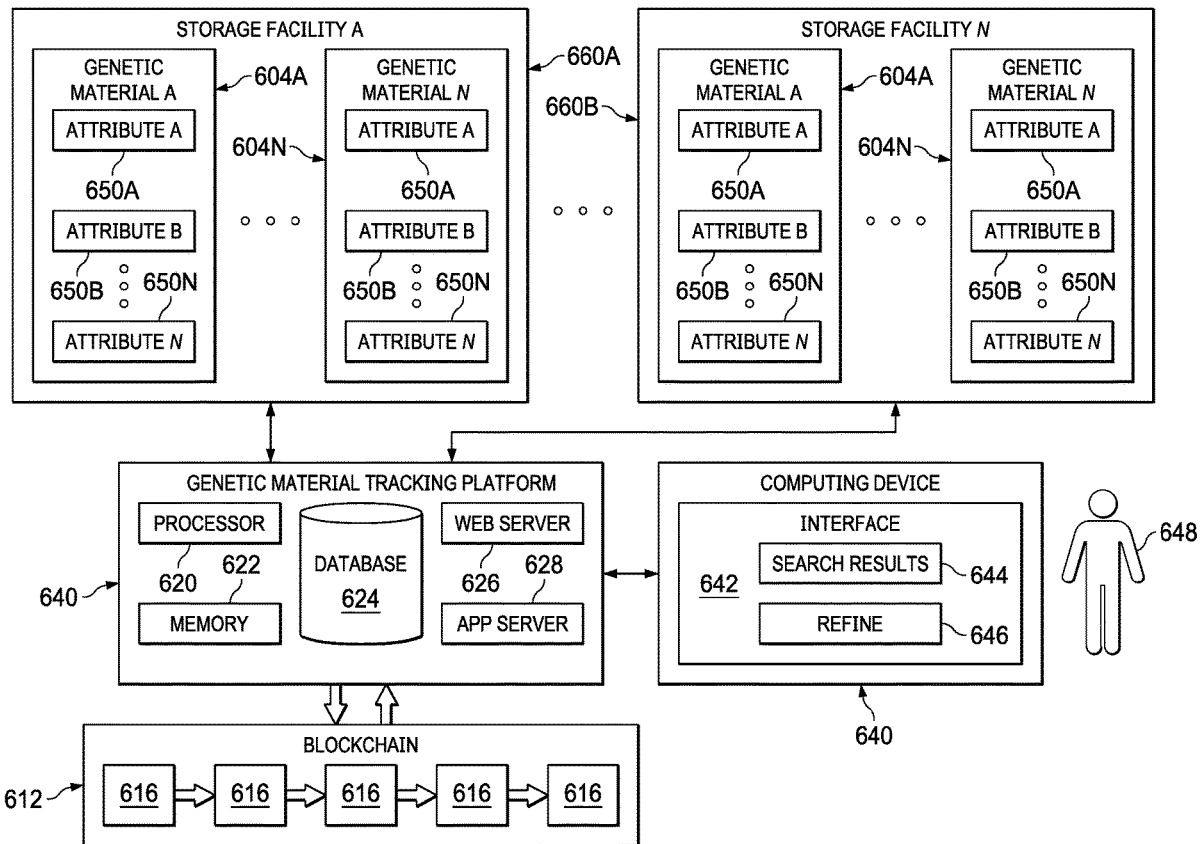 STORAGE FACILITY A
GENETIC
MATERIAL A
604A
ATTRIBUTE A
650A
ATTRIBUTE B
650B
650N
ATTRIBUTE N
604N
GENETIC
MATERIAL N
ATTRIBUTE A
650A
ATTRIBUTE B
650B
650N
ATTRIBUTE N
660A
660B
STORAGE FACILITY N
GENETIC
MATERIAL A
604A
ATTRIBUTE A
650A
ATTRIBUTE B
650B
650N
ATTRIBUTE N
604N
GENETIC
MATERIAL N
ATTRIBUTE A
650A
ATTRIBUTE B
650B
650N
ATTRIBUTE N
GENETIC MATERIAL TRACKING PLATFORM
PROCESSOR
620
622
MEMORY
640
DATABASE
624
WEB SERVER
626
628
APP SERVER
COMPUTING DEVICE
INTERFACE
642
SEARCH RESULTS
644
REFINE
646
648
640
BLOCKCHAIN
612
616
616
616
616
616